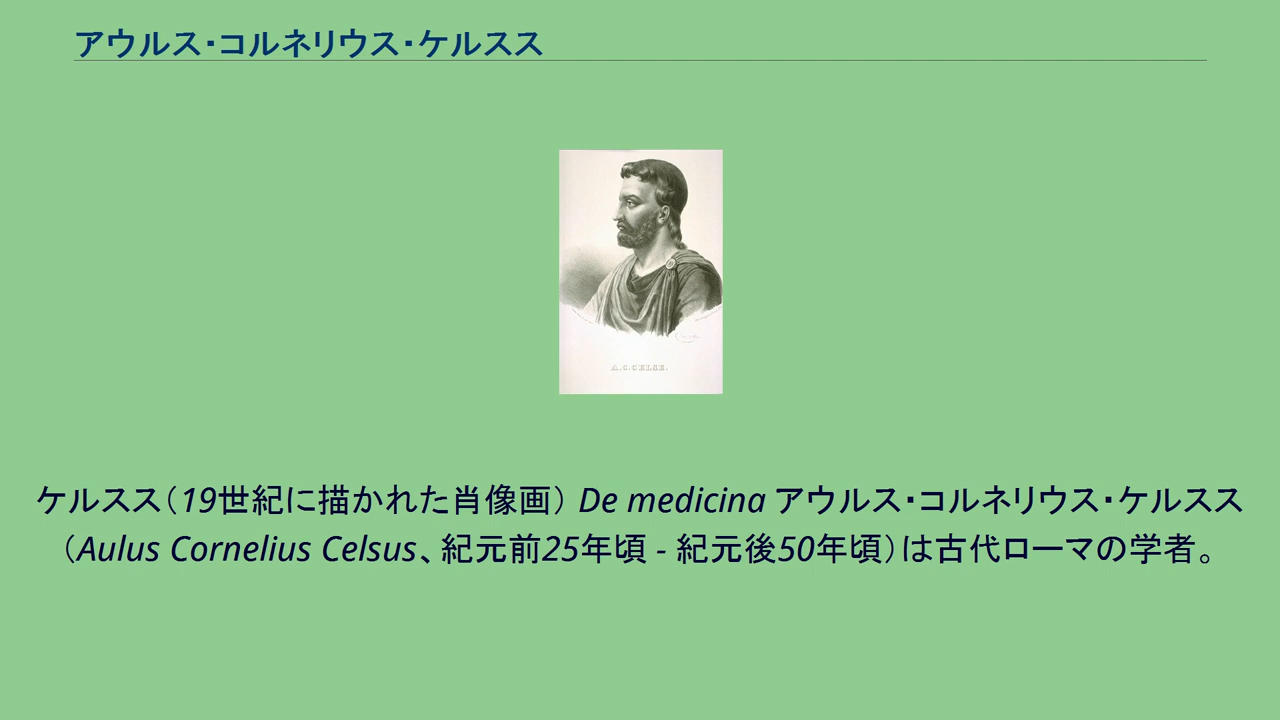 アウルス・コルネリウス・ケルスス
A.C.CELSE.
ケルスス（19世紀に描かれた肖像画） De medicina アウルス・コルネリウス・ケルスス
（Aulus Cornelius Celsus、紀元前25年頃 - 紀元後50年頃）は古代ローマの学者。